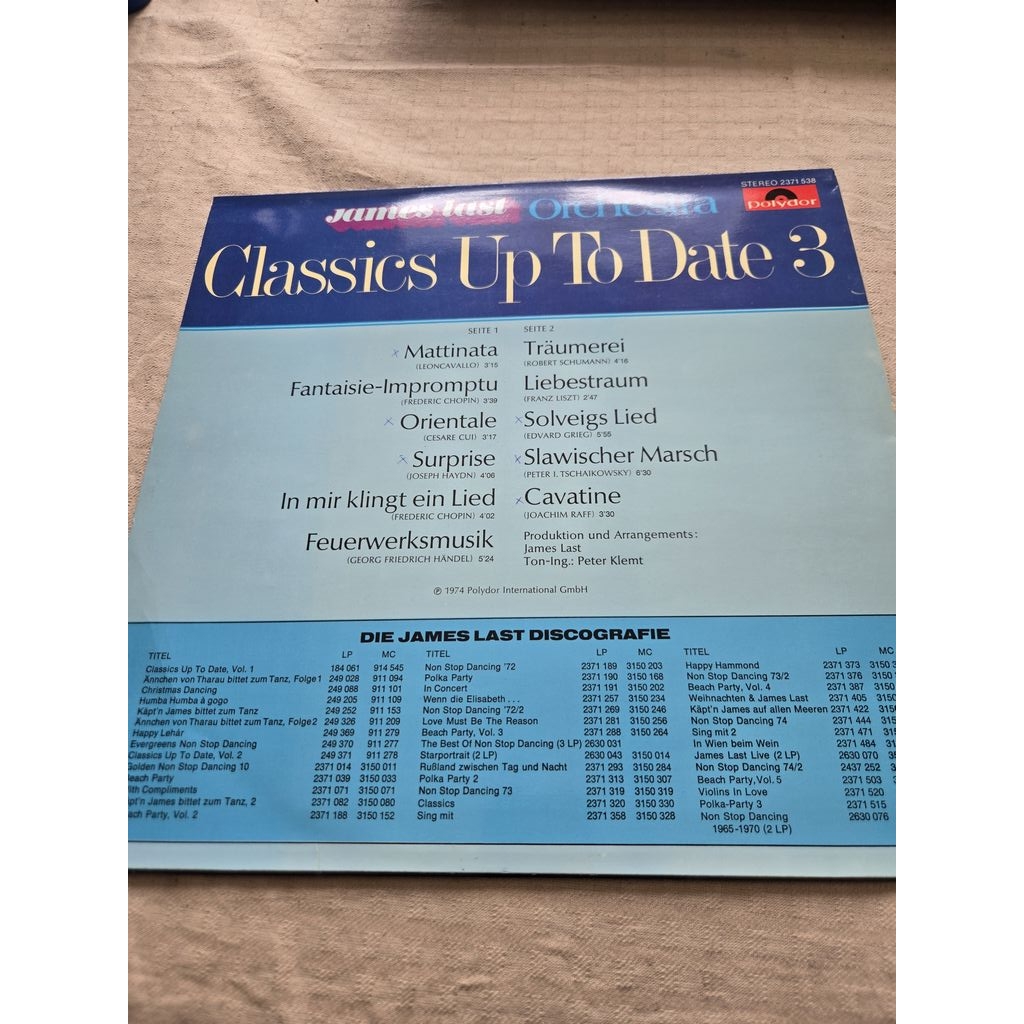 STEREO 2371 538
polydor
James Last Orchestra
Classics Up To Date 3
SEITE 1
Mattinata
(LEONCAVALLO) 3'15
Fantaisie-Impromptu
(FREDERIC CHOPIN) 3'39
Orientale
(CESARE CUI) 3'17
Surprise
(JOSEPH HAYDN) 4'06
In mir klingt ein Lied
(FREDERIC CHOPIN) 4'02
Feuerwerksmusik
(GEORG FRIEDRICH HÄNDEL) 5'24
SEITE 2
Träumerei
(ROBERT SCHUMANN) 4'16
Liebestraum
(FRANZ LISZT) 2'47
Solveigs Lied
(EDVARD GRIEG) 5'55
Slawischer Marsch
(PETER I. TSCHAIKOWSKY) 6'30
Cavatine
(JOACHIM RAFF) 3'30
Produktion und Arrangements:
James Last
Ton-Ing.: Peter Klemt
℗ 1974 Polydor International GmbH
DIE JAMES LAST DISCOGRAFIE
TITEL LP MC
Classics Up To Date, Vol. 1 184 061 914 545
Ännchen von Tharau bittet zum Tanz, Folge 1 249 028 911 094
Christmas Dancing 249 088 911 101
Humba Humba à gogo 249 205 911 109
Käpt'n James bittet zum Tanz 249 252 911 153
Ännchen von Tharau bittet zum Tanz, Folge 2 249 326 911 209
Happy Lehár 249 369 911 279
Evergreens Non Stop Dancing 249 370 911 277
Classics Up To Date, Vol. 2 249 371 911 278
Golden Non Stop Dancing 10 2371 014 3150 011
Beach Party 2371 039 3150 033
With Compliments 2371 071 3150 071
pt'n James bittet zum Tanz, 2 2371 082 3150 080
ach Party, Vol. 2 2371 188 3150 152
TITEL LP MC
Non Stop Dancing '72 2371 189 3150 203
Polka Party 2371 190 3150 168
In Concert 2371 191 3150 202
Wenn die Elisabeth . . . 2371 257 3150 234
Non Stop Dancing '72/2 2371 269 3150 246
Love Must Be The Reason 2371 281 3150 256
Beach Party, Vol. 3 2371 288 3150 264
The Best Of Non Stop Dancing (3 LP) 2630 031
Starportrait (2 LP) 2630 043 3150 014
Rußland zwischen Tag und Nacht 2371 293 3150 284
Polka Party 2 2371 313 3150 307
Non Stop Dancing 73 2371 319 3150 319
Classics 2371 320 3150 330
Sing mit 2371 358 3150 328
TITEL LP MC
Happy Hammond 2371 373 3150 3
Non Stop Dancing 73/2 2371 376 3150
Beach Party, Vol. 4 2371 387 3150
Weihnachten & James Last 2371 405 3150
Käpt'n James auf allen Meeren 2371 422 315
Non Stop Dancing 74 2371 444 315
Sing mit 2 2371 471 315
In Wien beim Wein 2371 484 31
James Last Live (2 LP) 2630 070 3
Non Stop Dancing 74/2 2437 252 3
Beach Party, Vol. 5 2371 503
Violins In Love 2371 520
Polka-Party 3 2371 515
Non Stop Dancing 2630 076
1965-1970 (2 LP)